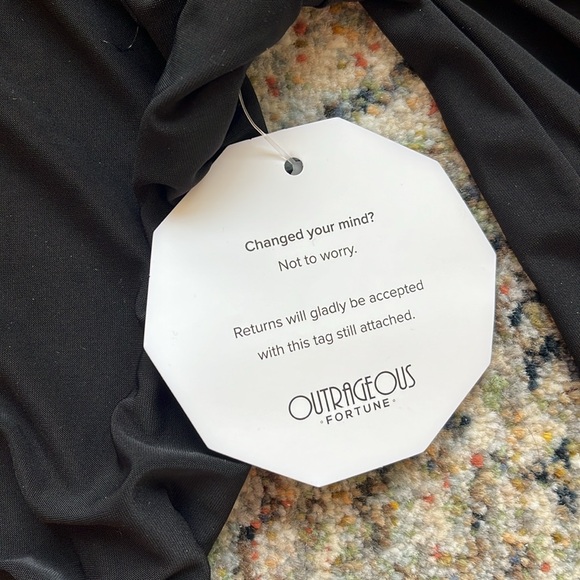 Changed your mind?
Not to worry.
Returns will gladly be accepted
with this tag still attached.
OUTRAGEOUS
•FORTUNE•